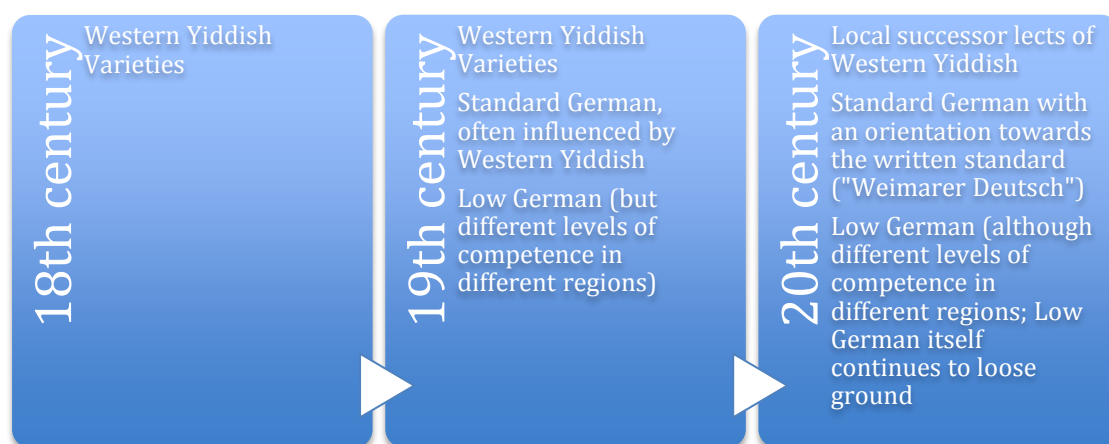 18th century
Western Yiddish
Varieties
19th century
Western Yiddish
Varieties
Standard German,
often influenced by
Western Yiddish
Low German (but
different levels of
competence in
different regions)
20th century
Local successor lects of
Western Yiddish
Standard German with
an orientation towards
the written standard
("Weimarer Deutsch")
Low German (although
different levels of
competence in
different regions; Low
German itself
continues to loose
ground